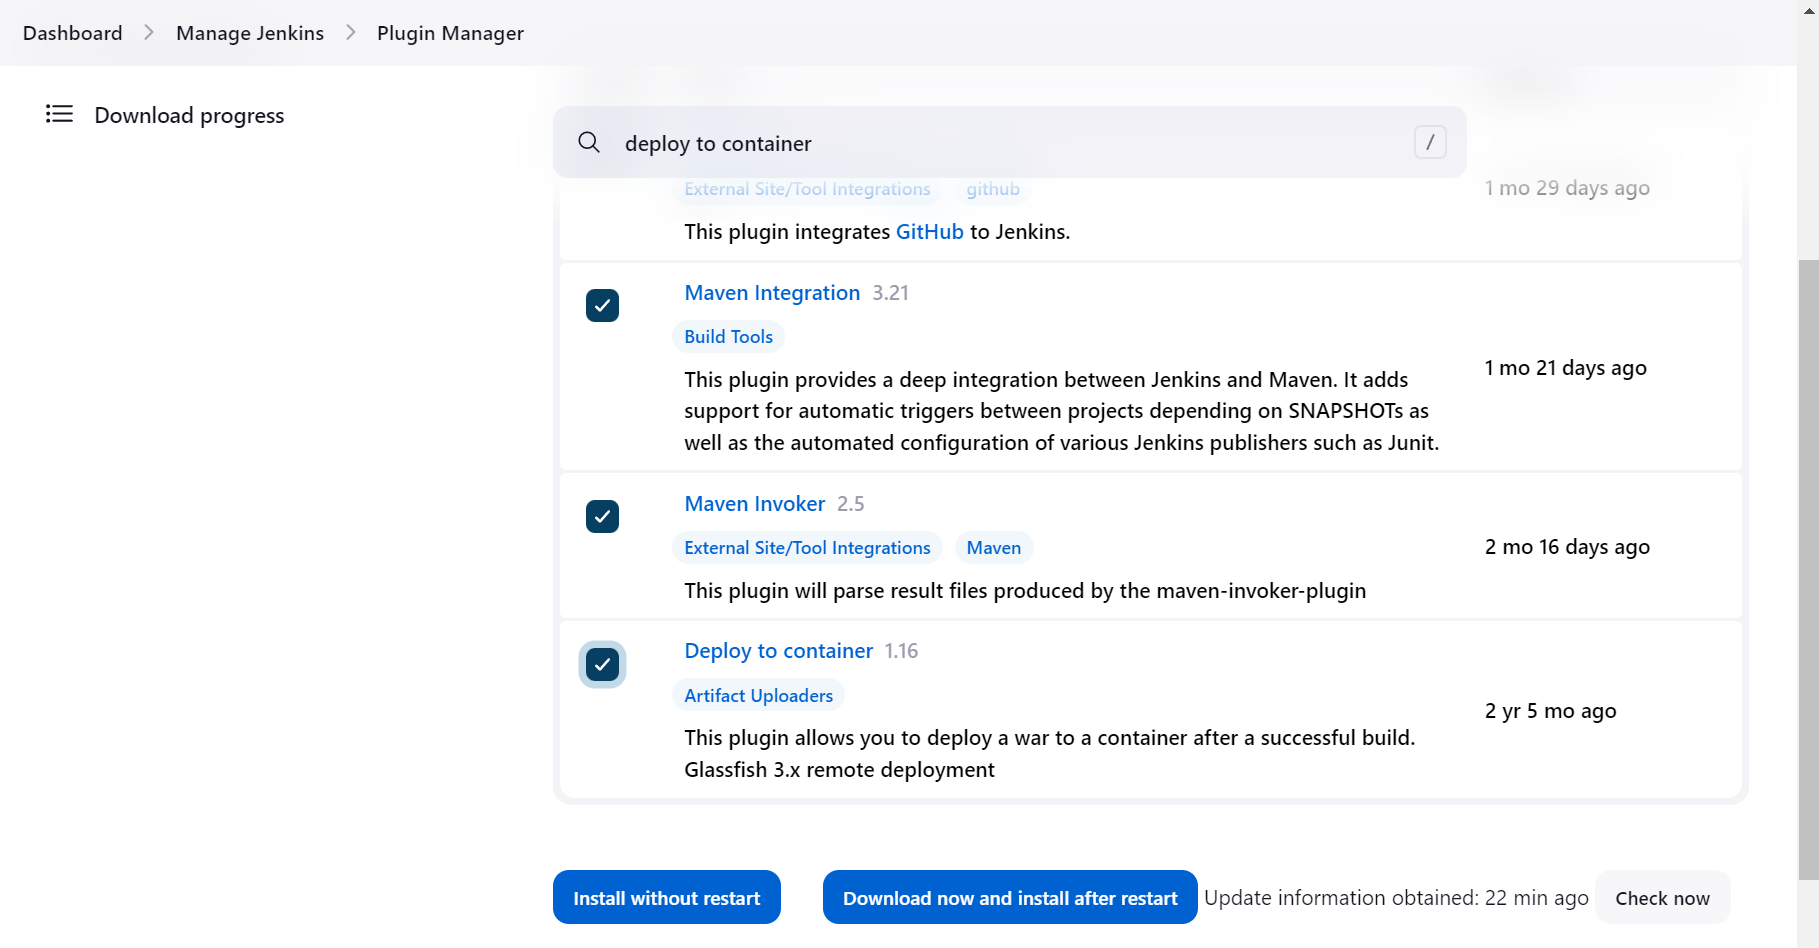 Dashboard > Manage Jenkins > Plugin Manager
Download progress
deploy to container /
External Site/Tool Integrations github
1 mo 29 days ago
This plugin integrates GitHub to Jenkins.
Maven Integration 3.21
Build Tools
This plugin provides a deep integration between Jenkins and Maven. It adds
support for automatic triggers between projects depending on SNAPSHOTs as
well as the automated configuration of various Jenkins publishers such as Junit.
1 mo 21 days ago
Maven Invoker 2.5
External Site/Tool Integrations Maven
This plugin will parse result files produced by the maven-invoker-plugin
2 mo 16 days ago
Deploy to container 1.16
Artifact Uploaders
This plugin allows you to deploy a war to a container after a successful build.
Glassfish 3.x remote deployment
2 yr 5 mo ago
Install without restart Download now and install after restart Update information obtained: 22 min ago Check now